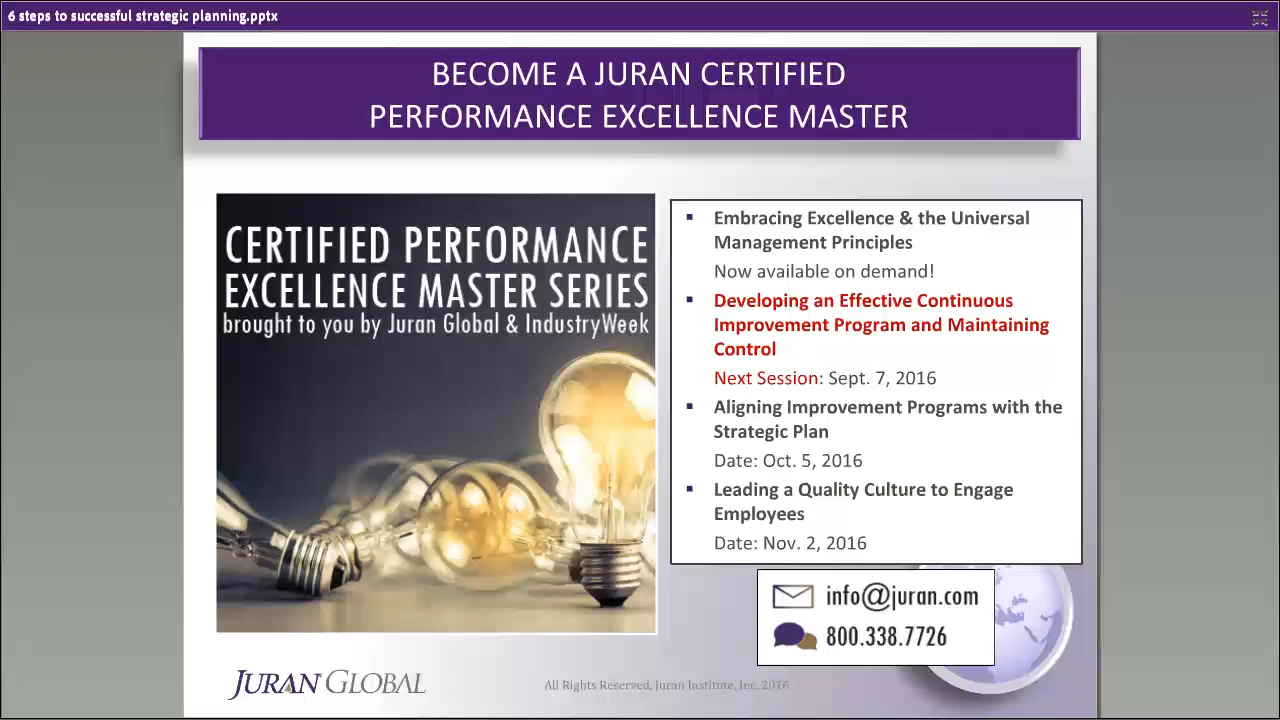 6 steps to successful strategic planning.pptx
BECOME A JURAN CERTIFIED
PERFORMANCE EXCELLENCE MASTER
CERTIFIED PERFORMANCE
EXCELLENCE MASTER SERIES
brought to you by Juran Global & IndustryWeek
▪ Embracing Excellence & the Universal
Management Principles
Now available on demand!
▪ Developing an Effective Continuous
Improvement Program and Maintaining
Control
Next Session: Sept. 7, 2016
▪ Aligning Improvement Programs with the
Strategic Plan
Date: Oct. 5, 2016
▪ Leading a Quality Culture to Engage
Employees
Date: Nov. 2, 2016
info@juran.com
800.338.7726
JURAN GLOBAL
All Rights Reserved, Juran Institute, Inc. 2016